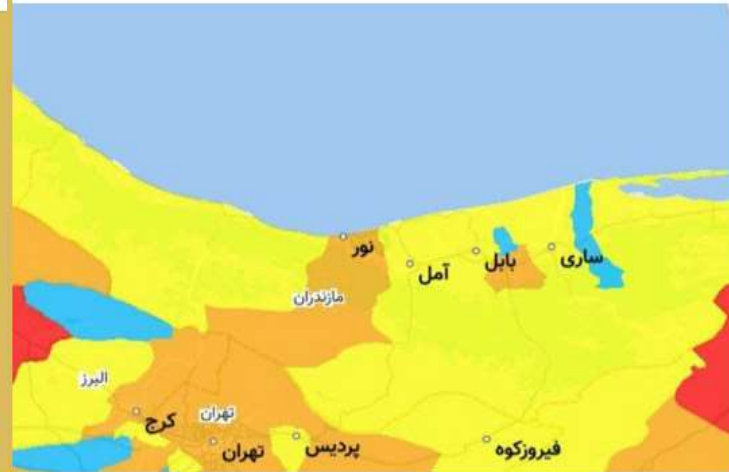 نور
بابل
ساری
آمل
مازندران
البرز
تهران
کرج
تهران
پردیس
فیروزکوه